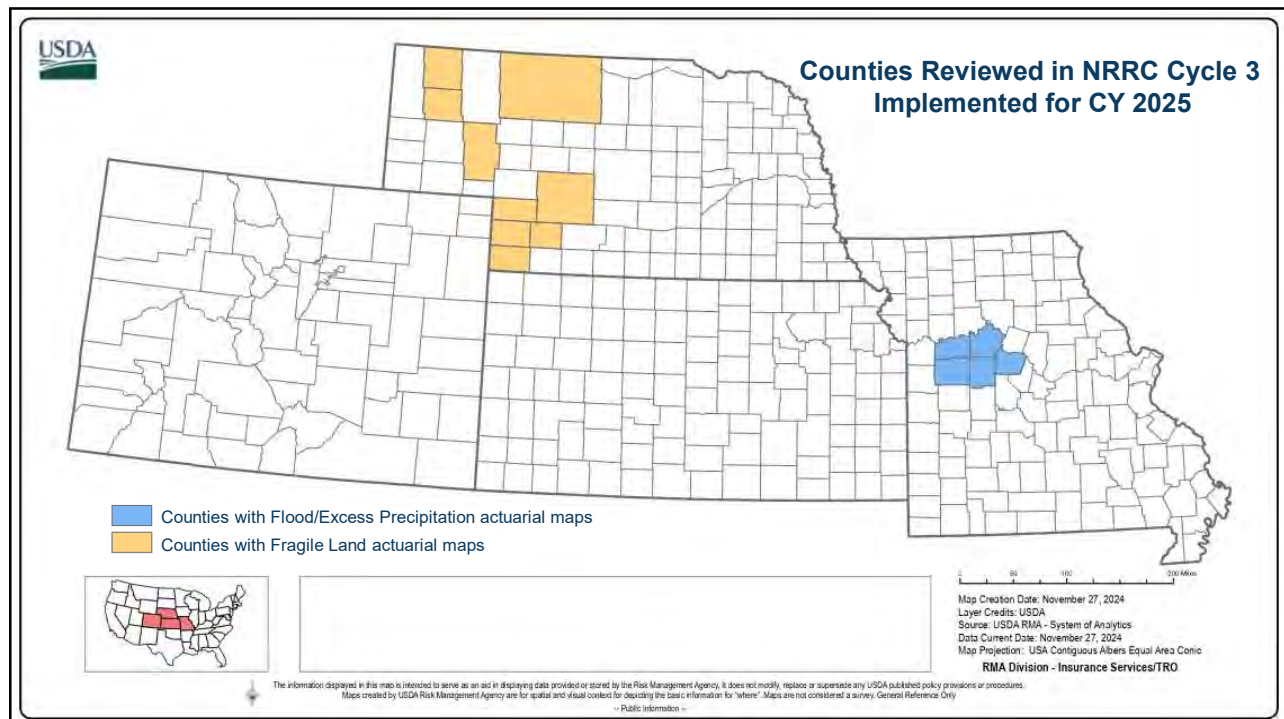 USDA
Counties Reviewed in NRRC Cycle 3
Implemented for CY 2025
Counties with Flood/Excess Precipitation actuarial maps
Counties with Fragile Land actuarial maps
0 50 100 200 Miles
Map Creation Date: November 27, 2024
Layer Credits: USDA
Source: USDA RMA - System of Analytics
Data Current Date: November 27, 2024
Map Projection: USA Contiguous Albers Equal Area Conic
RMA Division - Insurance Services/TRO
The information displayed in this map is intended to serve as an aid in displaying data provided or stored by the Risk Management Agency, it does not modify, replace or supersede any USDA published policy provisions or procedures.
Maps created by USDA Risk Management Agency are for spatial and visual context for depicting the basic information for "where". Maps are not considered a survey. General Reference Only
-- Public Information --